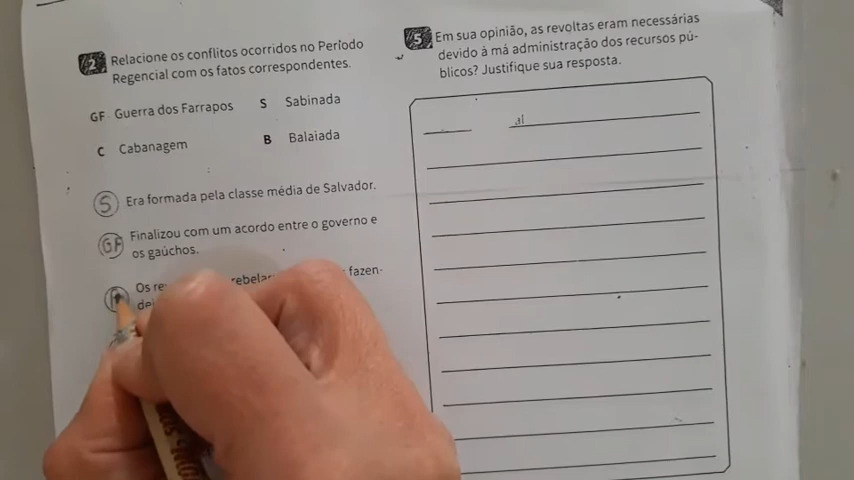 2 Relacione os conflitos ocorridos no Período
Regencial com os fatos correspondentes.
GF Guerra dos Farrapos S Sabinada
C Cabanagem B Balaiada
S Era formada pela classe média de Salvador.
GF Finalizou com um acordo entre o governo e
os gaúchos.
Os fazen-
5 Em sua opinião, as revoltas eram necessárias
devido à má administração dos recursos pú-
blicos? Justifique sua resposta.